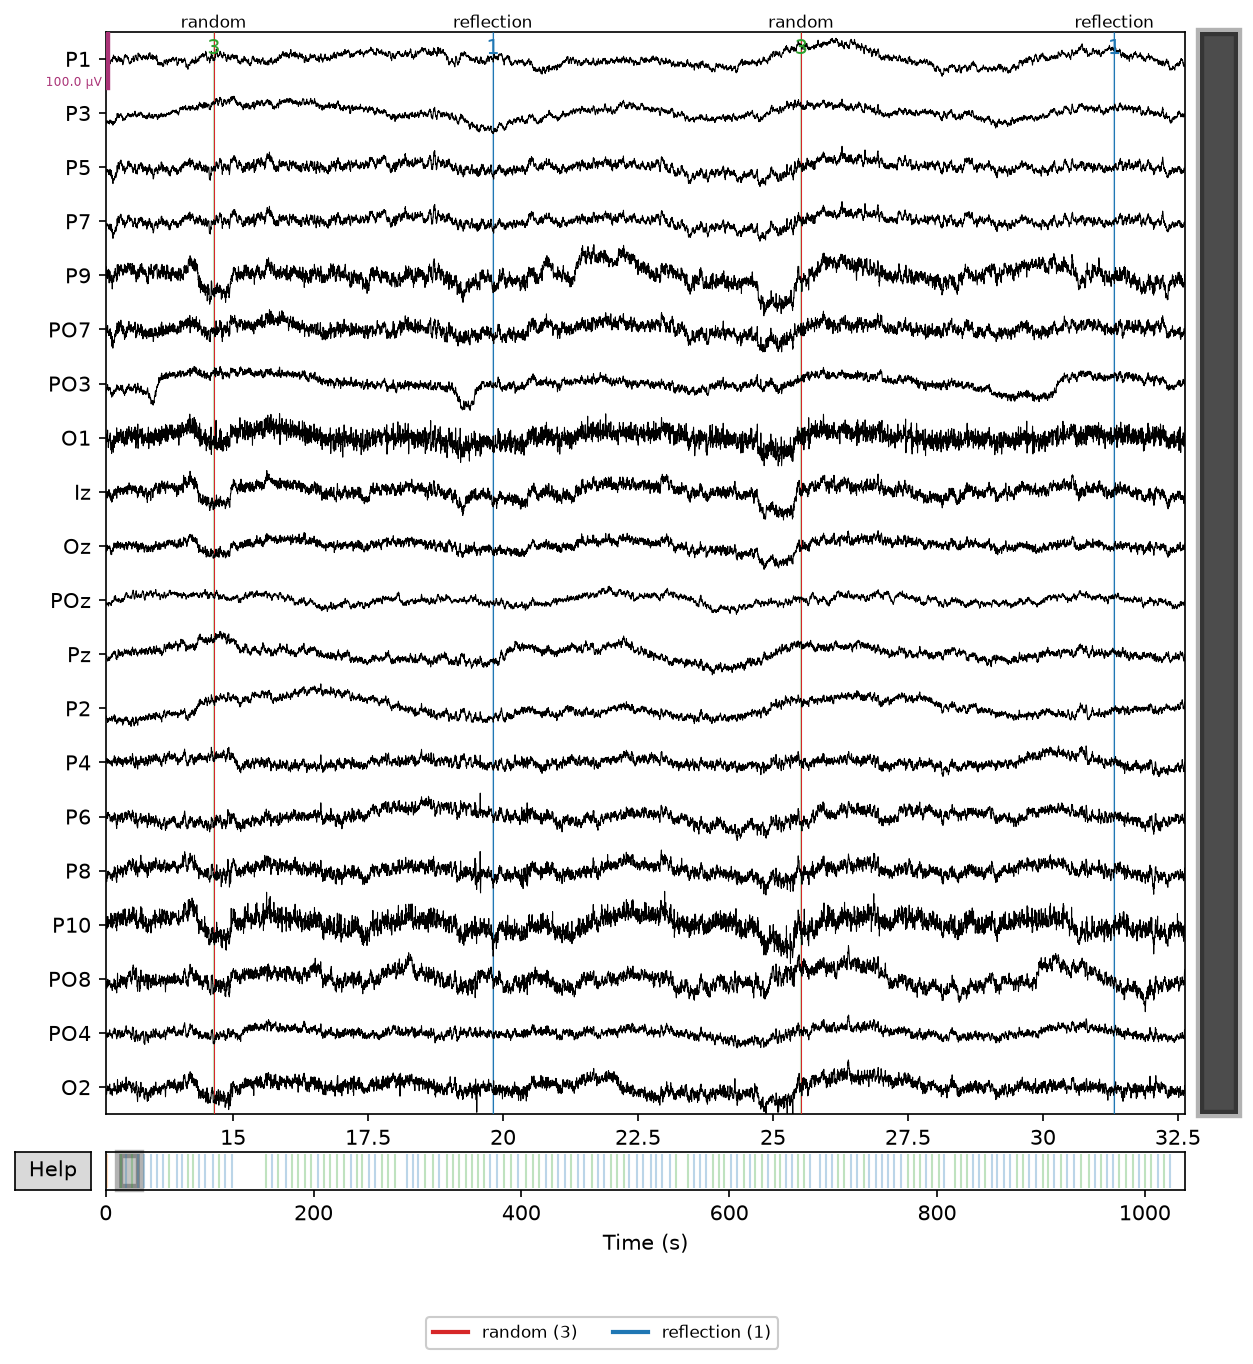 random reflection random reflection
3 1 3 1
P1
100.0 µV
P3
P5
P7
P9
PO7
PO3
O1
Iz
Oz
POz
Pz
P2
P4
P6
P8
P10
PO8
PO4
O2
15 17.5 20 22.5 25 27.5 30 32.5
Help
0 200 400 600 800 1000
Time (s)
random (3) reflection (1)